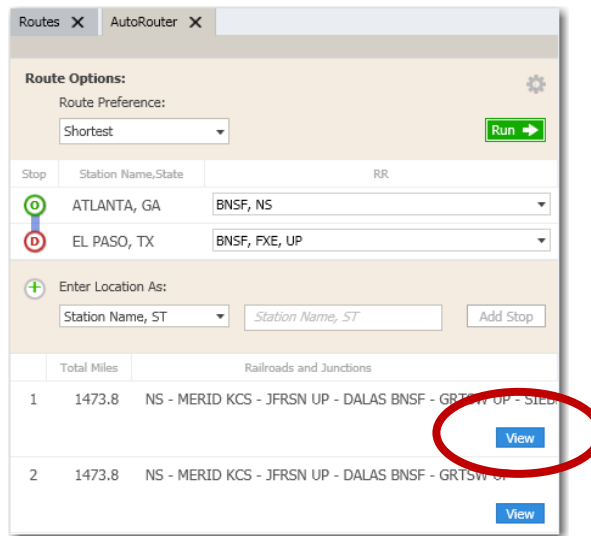 Routes X AutoRouter X
Route Options:
Route Preference:
Shortest Run
Stop Station Name,State RR
O ATLANTA, GA BNSF, NS
D EL PASO, TX BNSF, FXE, UP
Enter Location As:
Station Name, ST Station Name, ST Add Stop
Total Miles Railroads and Junctions
1 1473.8 NS - MERID KCS - JFRSN UP - DALAS BNSF - GRTSW UP - SIEB
View
2 1473.8 NS - MERID KCS - JFRSN UP - DALAS BNSF - GRTSW UP
View